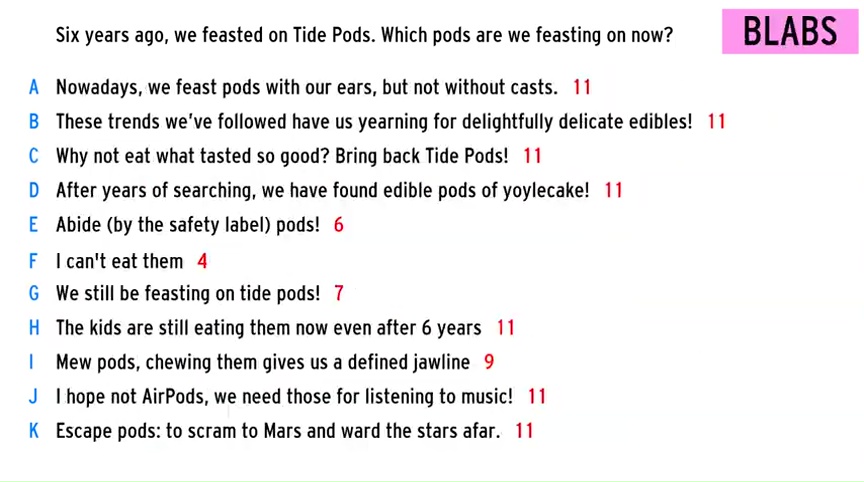 Six years ago, we feasted on Tide Pods. Which pods are we feasting on now?
BLABS
A Nowadays, we feast pods with our ears, but not without casts. 11
B These trends we've followed have us yearning for delightfully delicate edibles! 11
C Why not eat what tasted so good? Bring back Tide Pods! 11
D After years of searching, we have found edible pods of yoylecake! 11
E Abide (by the safety label) pods! 6
F I can't eat them 4
G We still be feasting on tide pods! 7
H The kids are still eating them now even after 6 years 11
I Mew pods, chewing them gives us a defined jawline 9
J I hope not AirPods, we need those for listening to music! 11
K Escape pods: to scram to Mars and ward the stars afar. 11